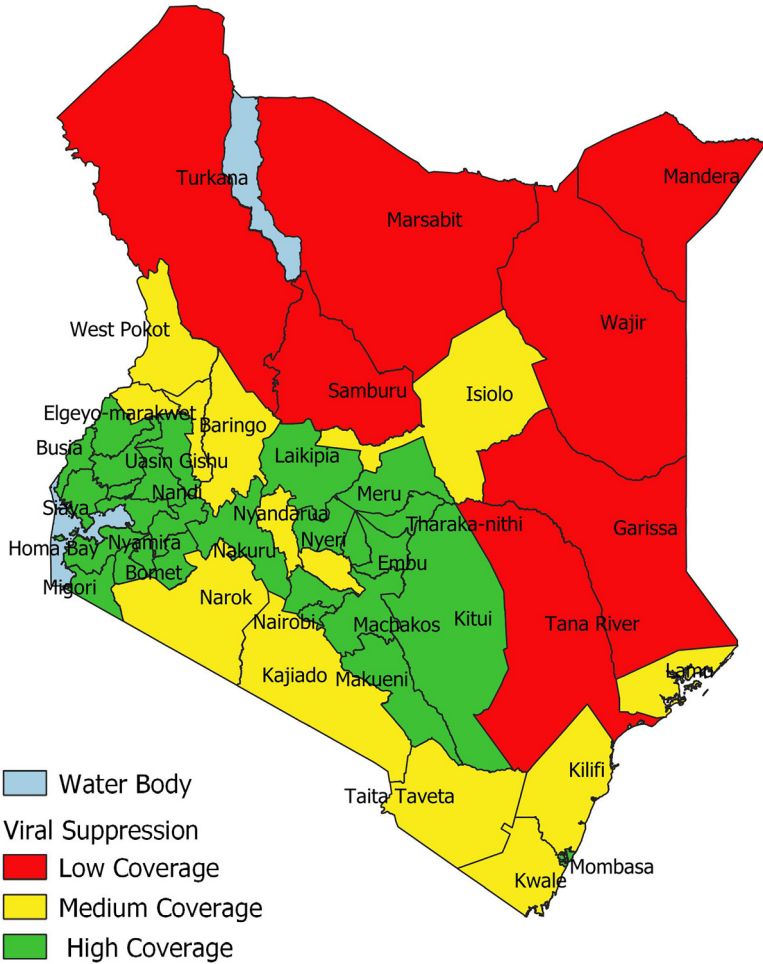 Turkana
Mandera
Marsabit
Wajir
West Pokot
Samburu
Isiolo
Elgeyo-marakwet
Baringo
Busia
Laikipia
Uasin Gishu
Nandi
Meru
Siaya
Nyandarua
Tharaka-nithi
Garissa
Nyeri
Homa Bay
Nyamira
Nakuru
Embu
Bomet
Migori
Narok
Nairobi
Machakos
Kitui
Tana River
Kajiado
Makueni
Lamu
Kilifi
Taita Taveta
Mombasa
Kwale
Water Body
Viral Suppression
Low Coverage
Medium Coverage
High Coverage